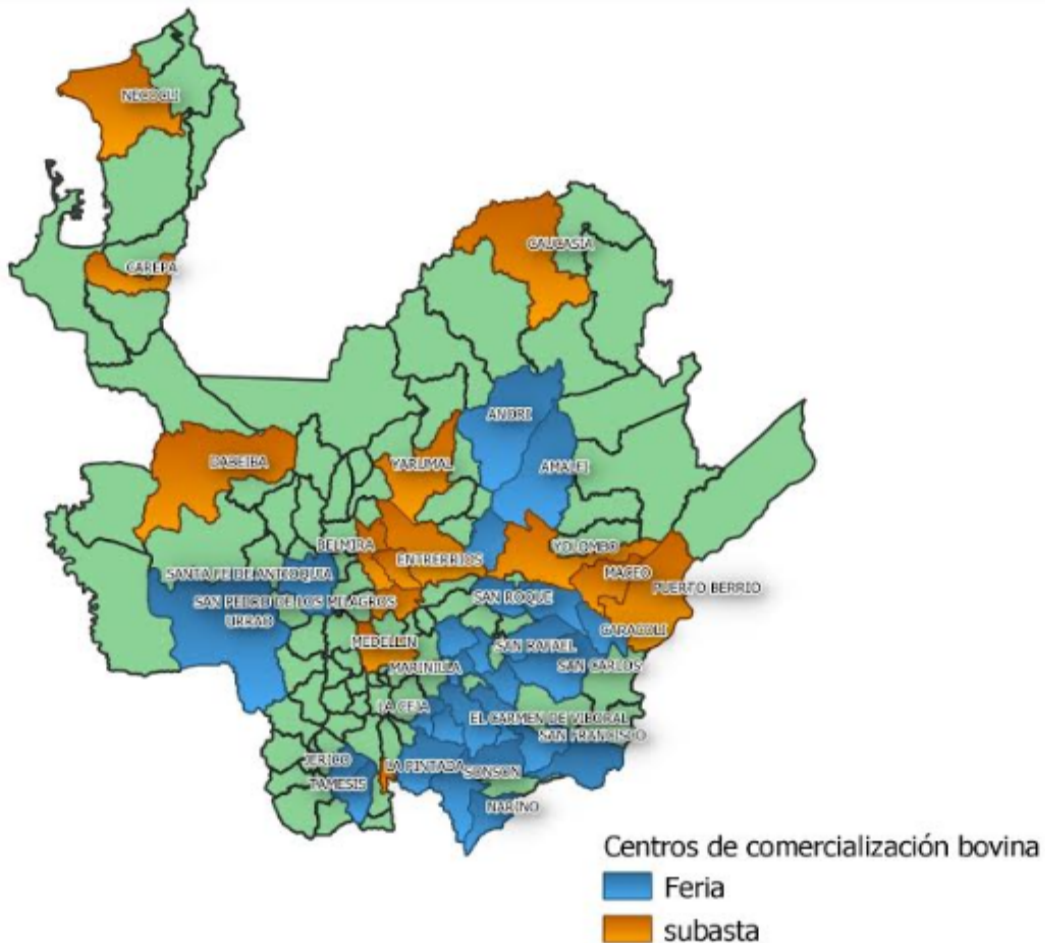 NECOCLI
CAUCASIA
CAREPA
ANORI
DABEIBA
YARUMAL
AMALFI
BELMIRA
YOLOMBO
ENTRERRIOS
SANTA FE DE ANTIOQUIA
MACEO
PUERTO BERRIO
SAN ROQUE
SAN PEDRO DE LOS MILAGROS
URRAO
CARACOLI
MEDELLIN
SAN RAFAEL
MARINILLA
SAN CARLOS
LA CEJA
EL CARMEN DE VIBORAL
SAN FRANCISCO
JERICO
LA PINTADA
SONSON
TAMESIS
NARINO
Centros de comercialización bovina
Feria
subasta